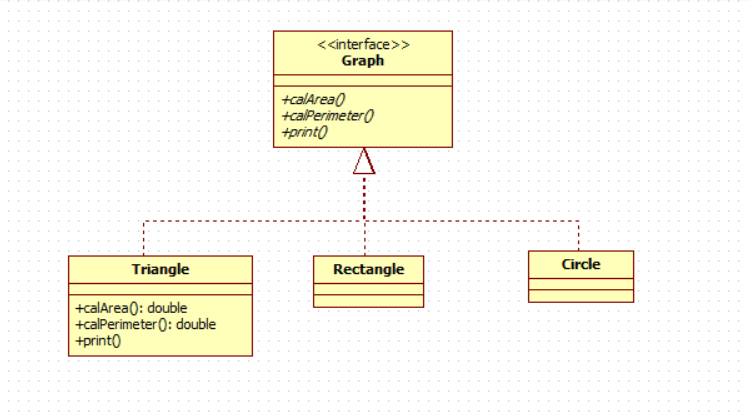 <<interface>>
Graph
+calArea()
+calPerimeter()
+print()
Triangle
+calArea(): double
+calPerimeter(): double
+print()
Rectangle
Circle